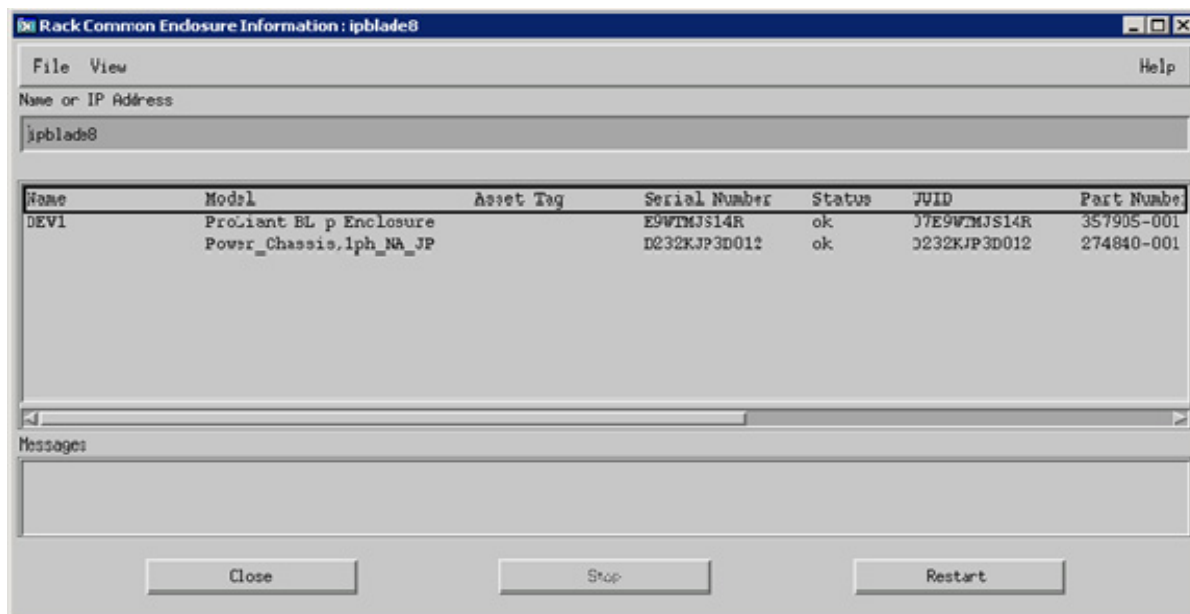 Rack Common Endosure Information : ipblade8
File View Help
Name or IP Address
ipblade8
Name Model Asset Tag Serial Number Status UUID Part Number
DEV1 ProLiant BL p Enclosure E9WTMJS14R ok 07E9WTMJS14R 357905-001
Power_Chassis,1ph_NA_JP D232KJP3D012 ok D232KJP3D012 274840-001
Messages
Close Stop Restart